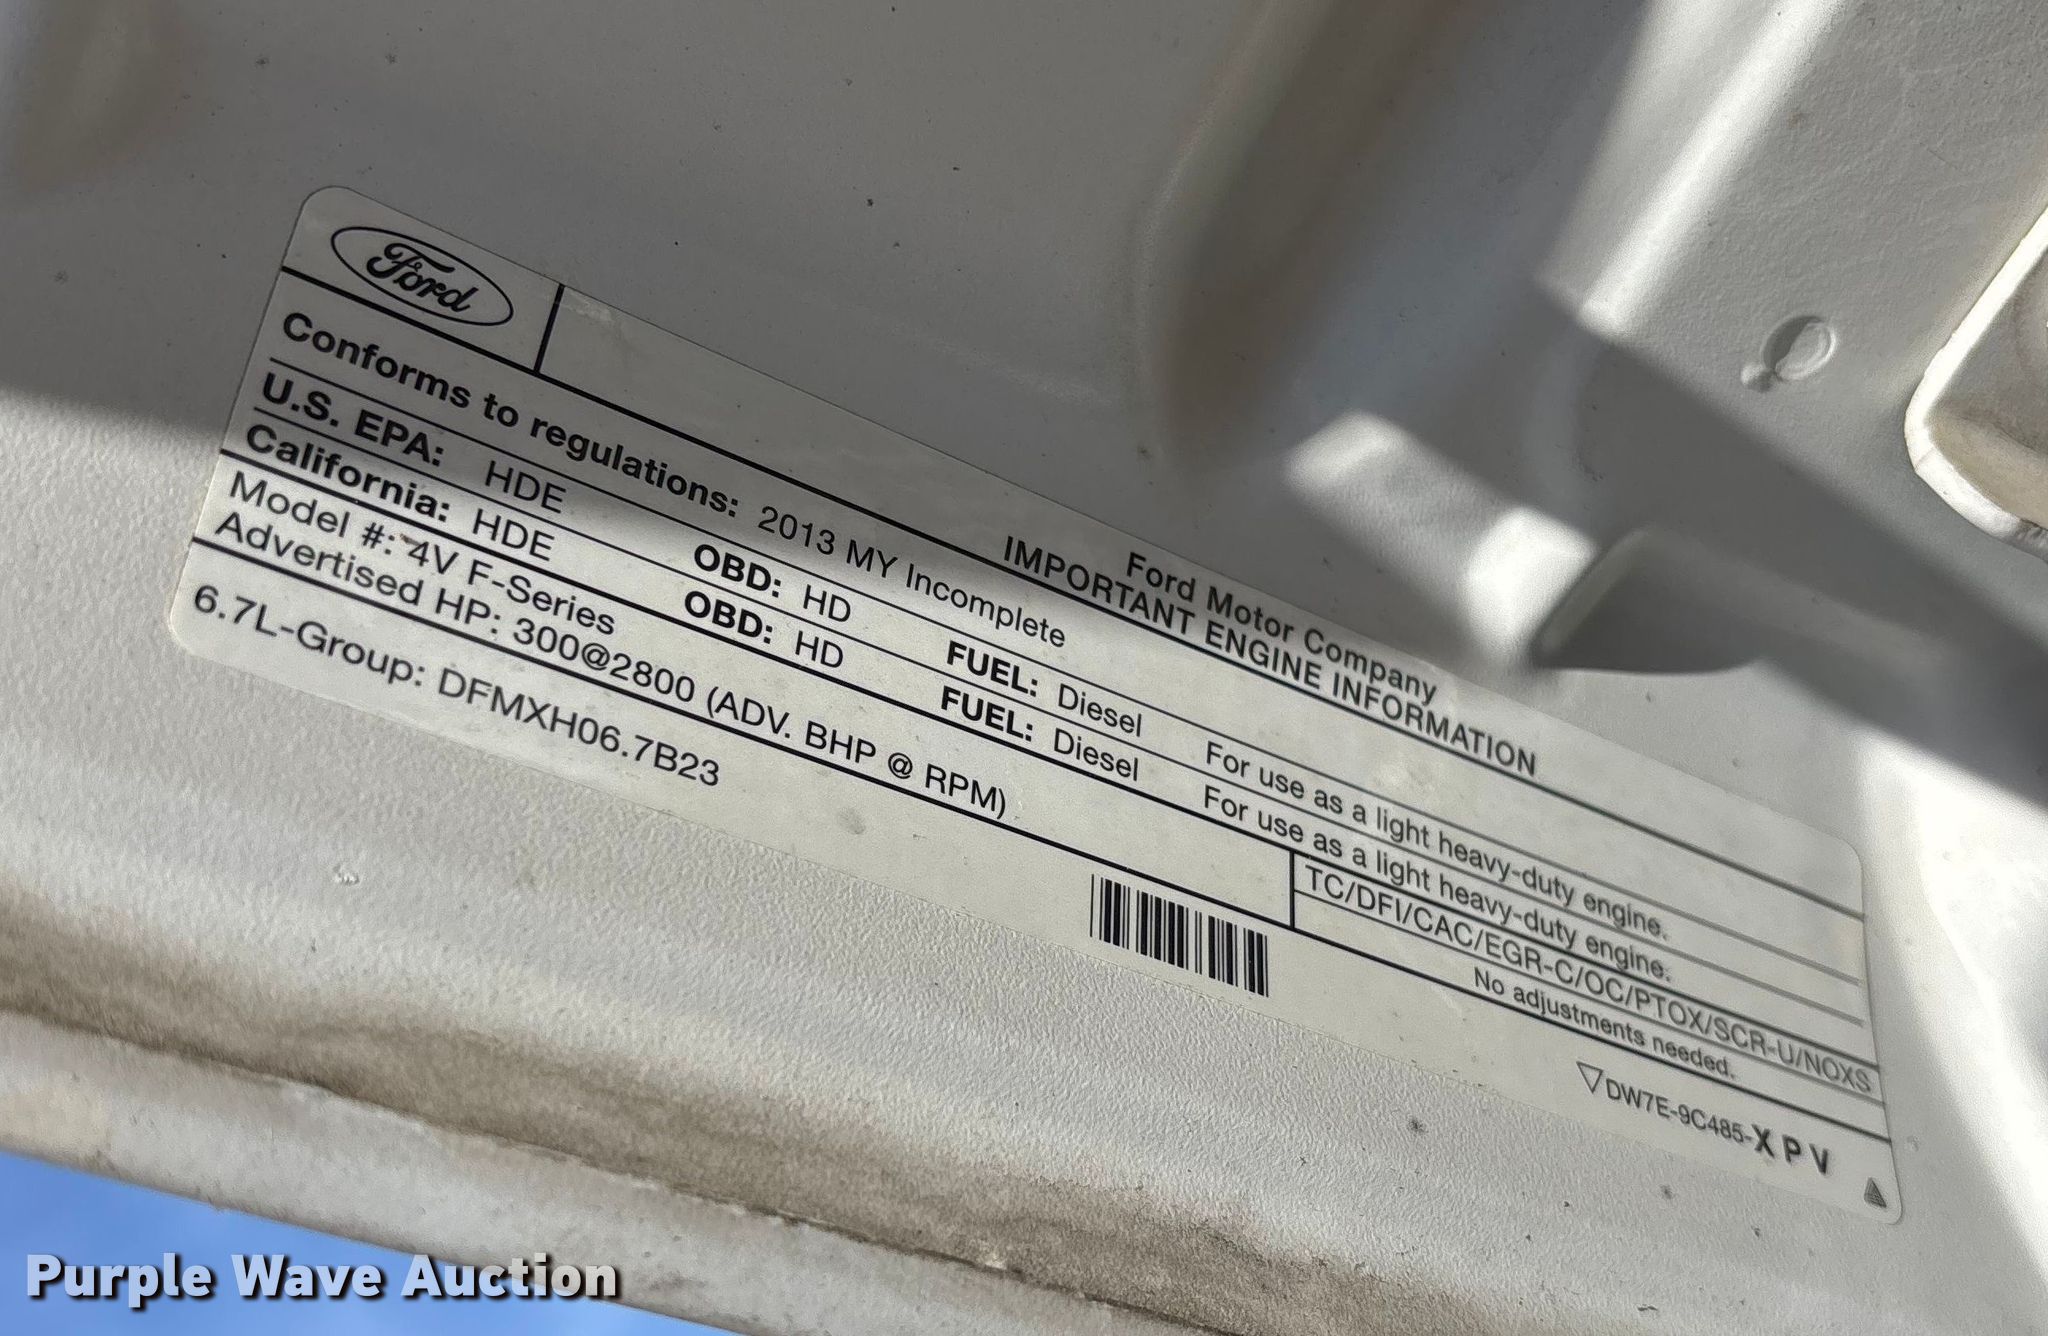 Ford
Ford Motor Company
IMPORTANT ENGINE INFORMATION
Conforms to regulations: 2013 MY Incomplete
U.S. EPA: HDE OBD: HD FUEL: Diesel For use as a light heavy-duty engine.
California: HDE OBD: HD FUEL: Diesel For use as a light heavy-duty engine.
Model #: 4V F-Series TC/DFI/CAC/EGR-C/OC/PTOX/SCR-U/NOXS
Advertised HP: 300@2800 (ADV. BHP @ RPM) No adjustments needed.
6.7L-Group: DFMXH06.7B23
DW7E-9C485-XPV
Purple Wave Auction